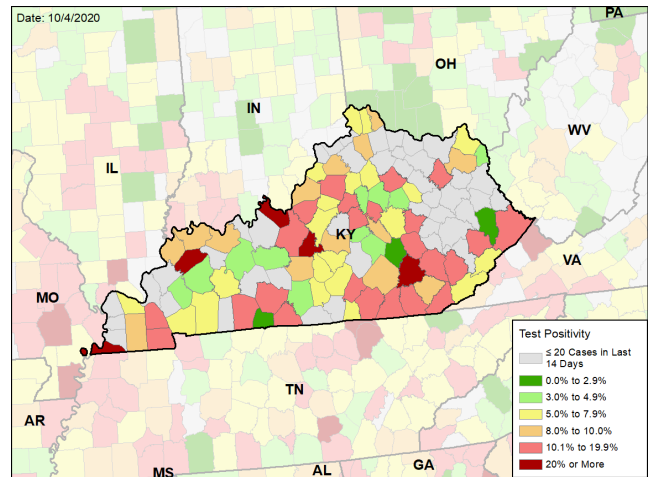 Date: 10/4/2020
PA
OH
IN
WV
IL
KY
VA
MO
TN
AR
MS
AL
GA
Test Positivity
≤ 20 Cases in Last
14 Days
0.0% to 2.9%
3.0% to 4.9%
5.0% to 7.9%
8.0% to 10.0%
10.1% to 19.9%
20% or More